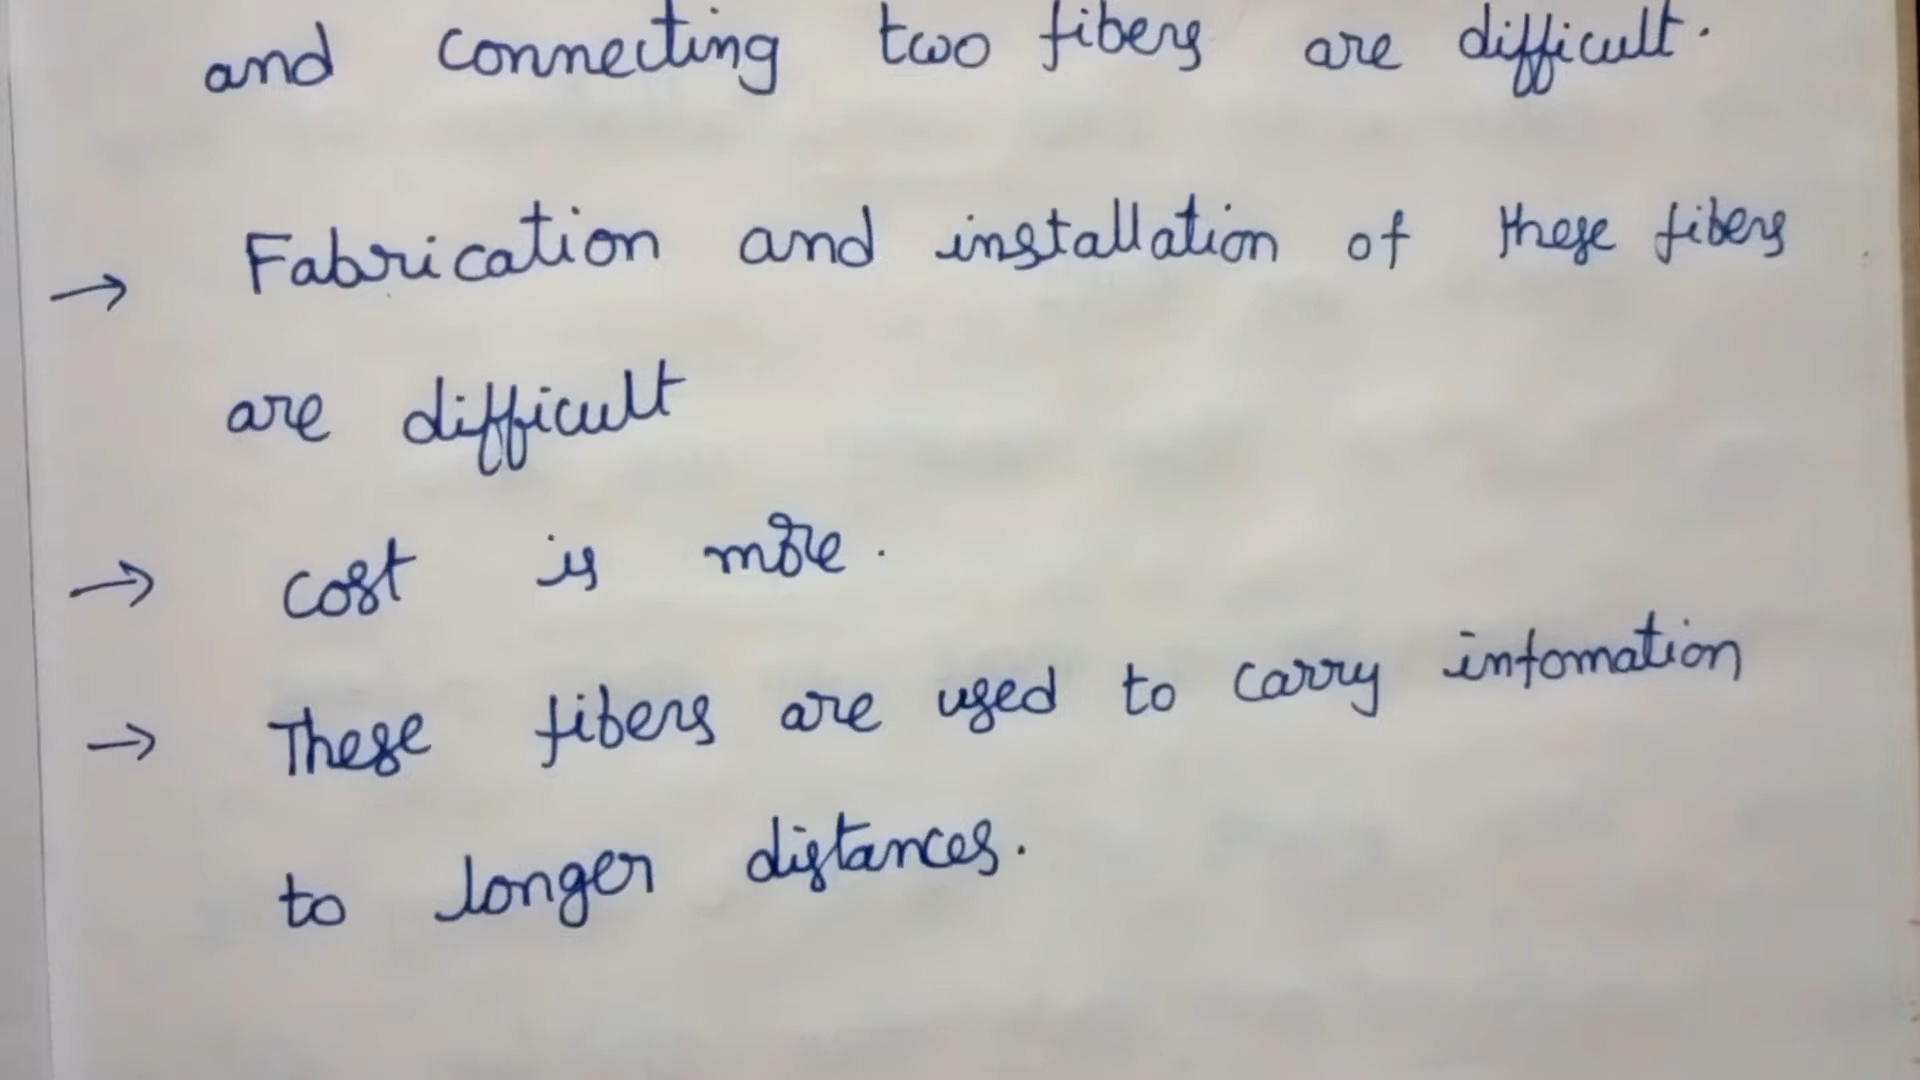 and connecting two fibers are difficult.
→ Fabrication and installation of these fibers
are difficult
→ cost is more.
→ These fibers are used to carry infomation
to longer distances.